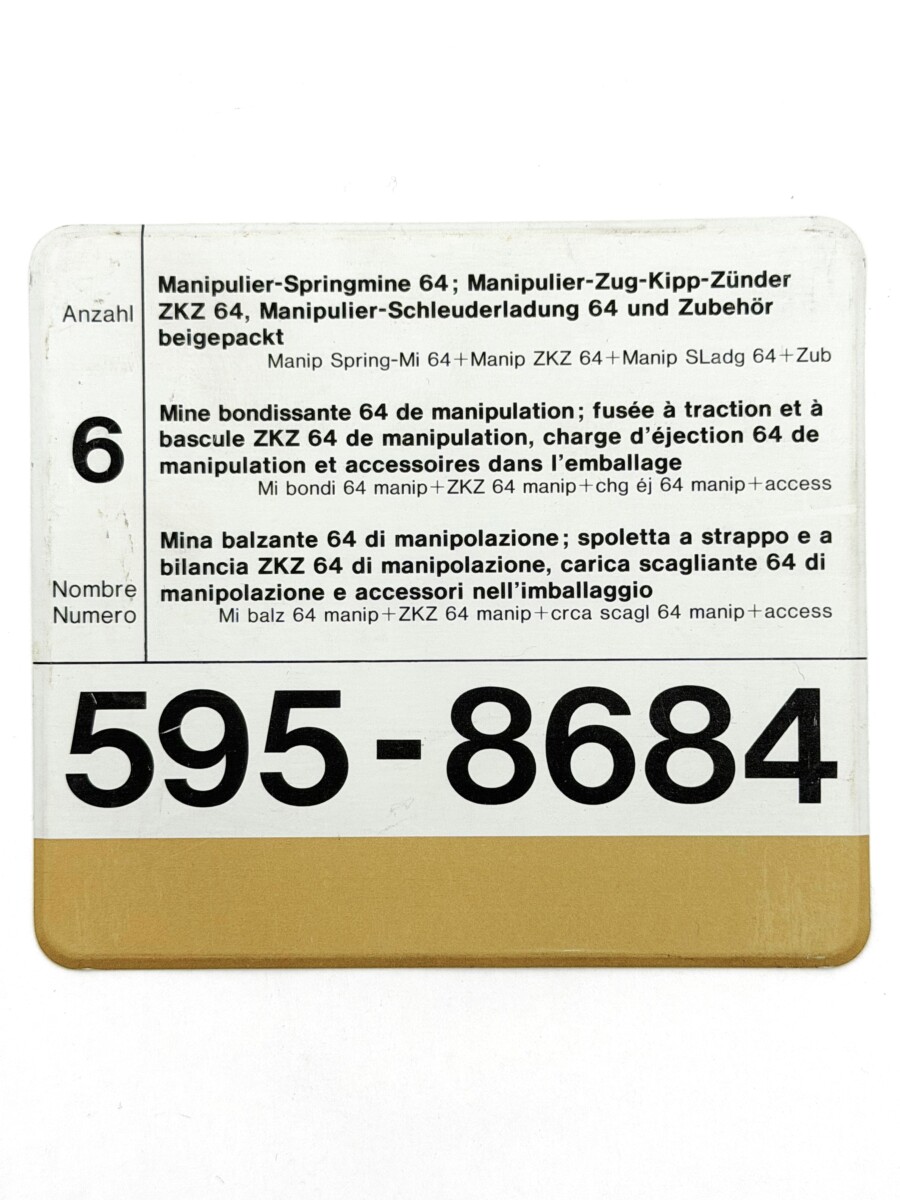 Anzahl
6
Nombre
Numero
Manipulier-Springmine 64; Manipulier-Zug-Kipp-Zünder
ZKZ 64, Manipulier-Schleuderladung 64 und Zubehör
beigepackt
Manip Spring-Mi 64+Manip ZKZ 64+Manip SLadg 64+Zub
Mine bondissante 64 de manipulation; fusée à traction et à
bascule ZKZ 64 de manipulation, charge d'éjection 64 de
manipulation et accessoires dans l'emballage
Mi bondi 64 manip+ZKZ 64 manip+chg éj 64 manip+access
Mina balzante 64 di manipolazione; spoletta a strappo e a
bilancia ZKZ 64 di manipolazione, carica scagliante 64 di
manipolazione e accessori nell'imballaggio
Mi balz 64 manip+ZKZ 64 manip+crca scagl 64 manip+access
595-8684